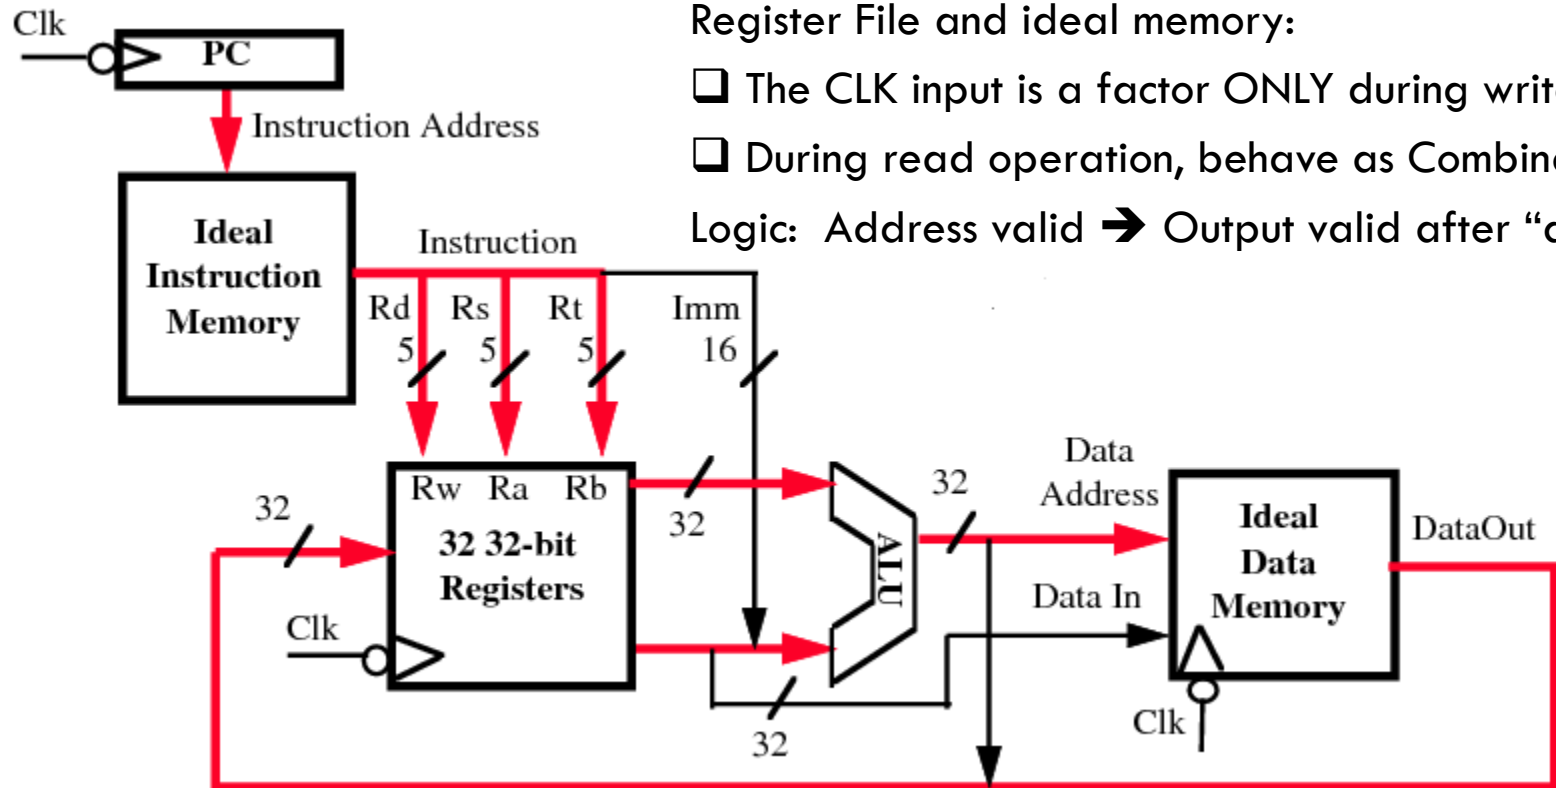 Clk
PC
Register File and ideal memory:
❑ The CLK input is a factor ONLY during
❑ During read operation, behave as
Logic: Address valid ➔ Output valid after
Instruction Address
Ideal
Instruction
Memory
Instruction
Rd Rs Rt Imm
5 5 5 16
32
Rw Ra Rb
32 32-bit
Registers
Clk
32
ALU
32
32
Data
Address
Data In
Ideal
Data
Memory
Clk
DataOut